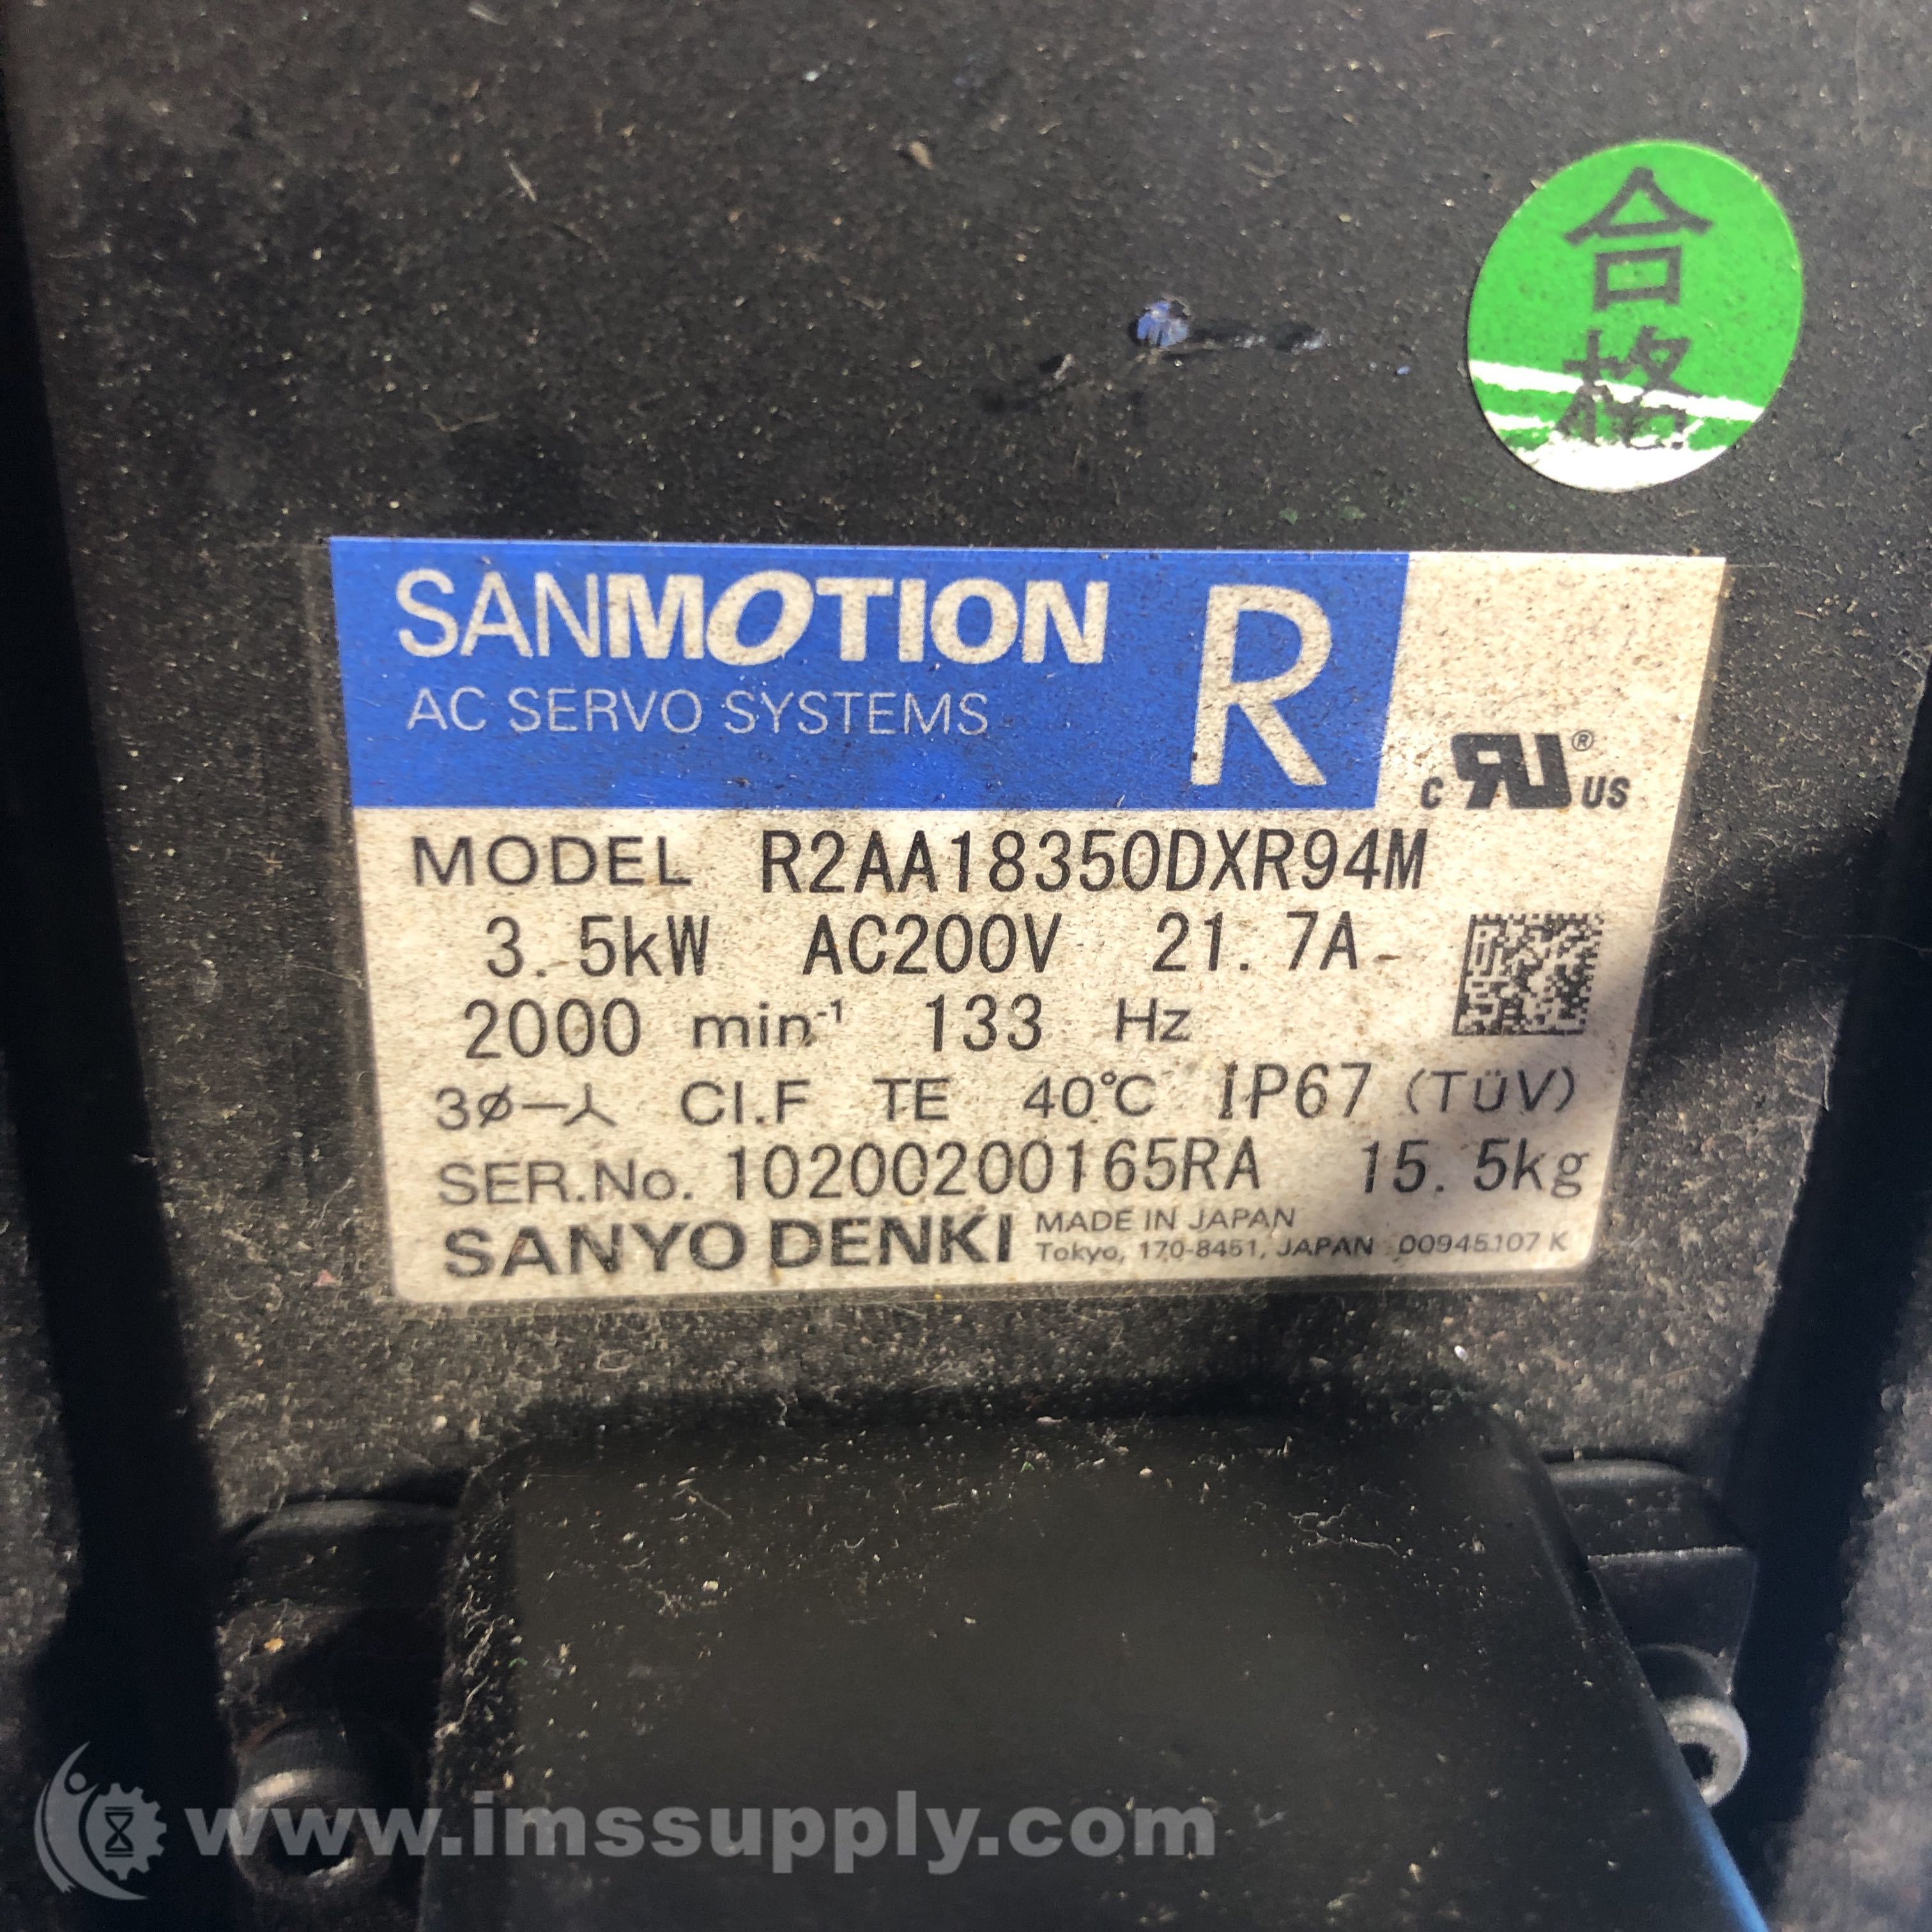 合格
SANMOTION R
AC SERVO SYSTEMS
c RU® US
MODEL R2AA18350DXR94M
3.5kW AC200V 21.7A
2000 min⁻¹ 133 Hz
3ø-人 CI.F TE 40℃ IP67 (TÜV)
SER.No. 10200200165RA 15.5kg
SANYO DENKI MADE IN JAPAN
Tokyo, 170-8451, JAPAN 00945107 K
www.imssupply.com